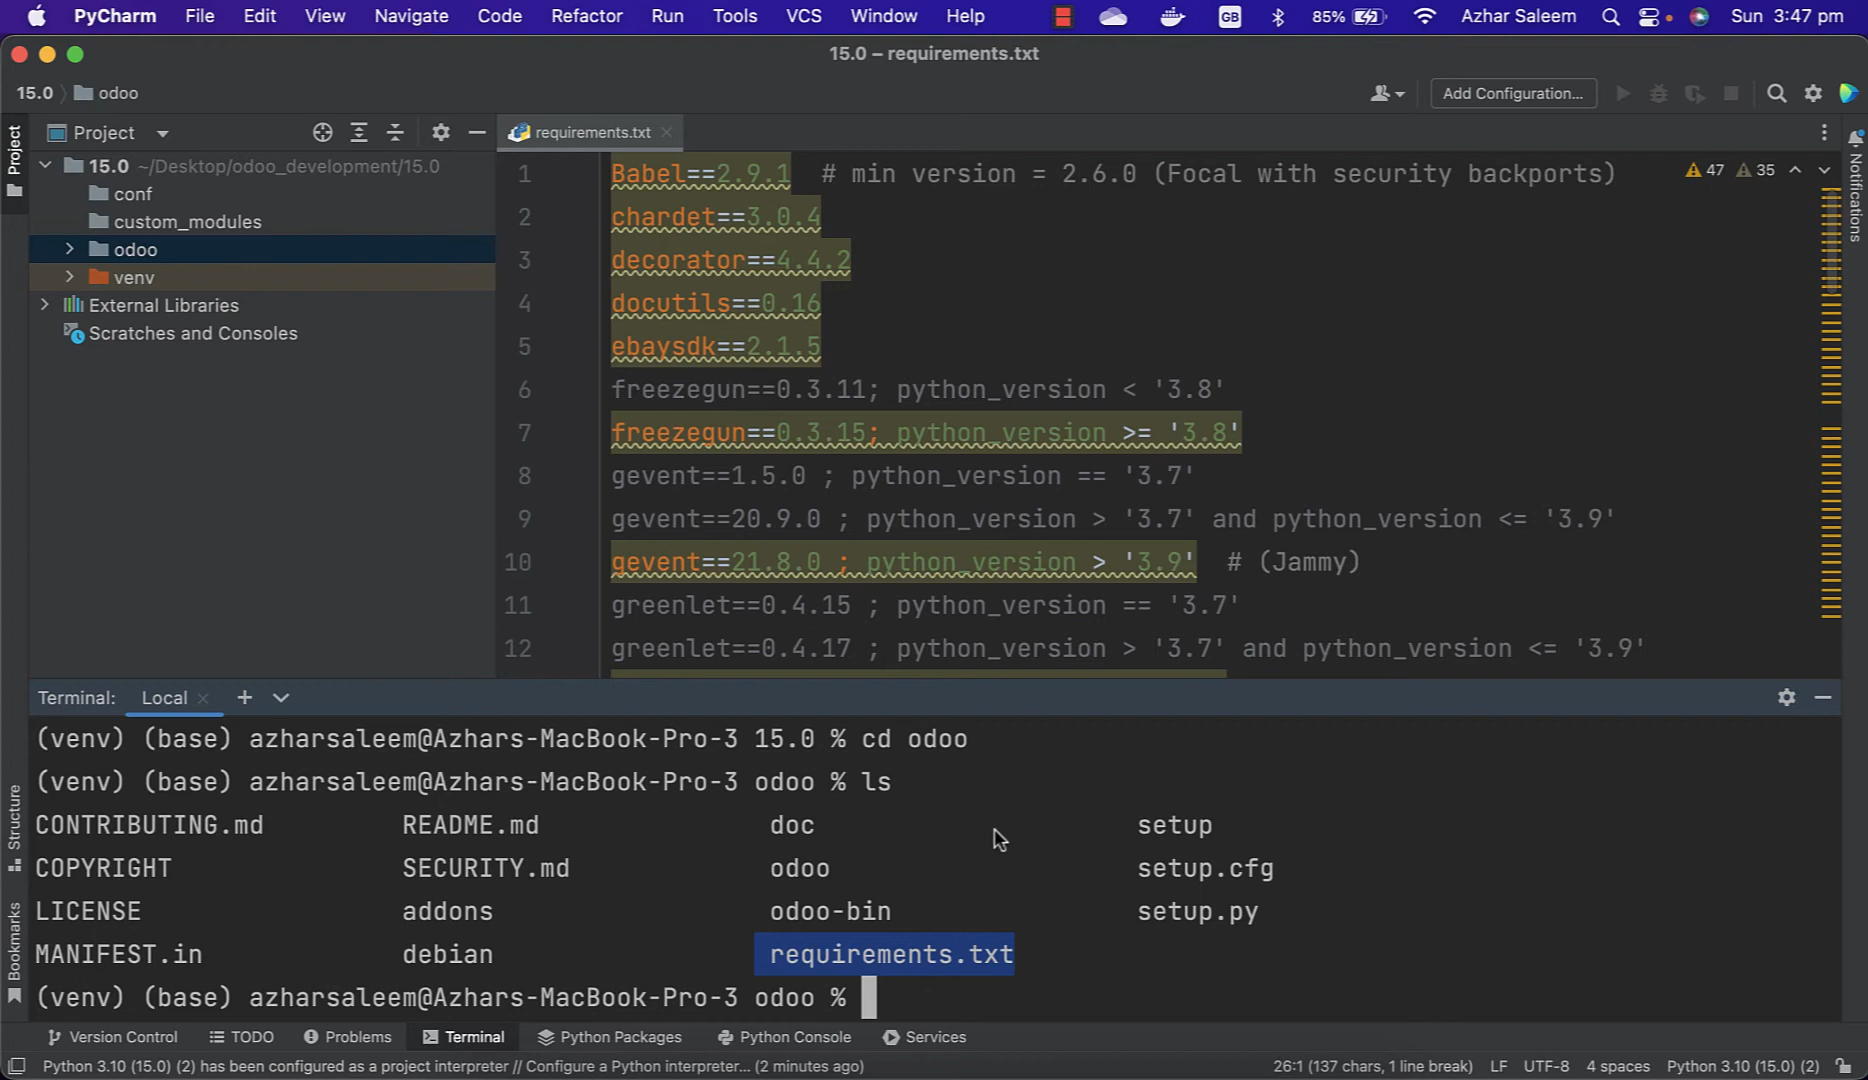 PyCharm File Edit View Navigate Code Refactor Run Tools VCS Window Help GB 85% Azhar Saleem Sun 3:47 pm
15.0 – requirements.txt
15.0 odoo Add Configuration...
Project
Project
requirements.txt
Notifications
15.0 ~/Desktop/odoo_development/15.0
conf
custom_modules
odoo
venv
External Libraries
Scratches and Consoles
47 35
1 Babel==2.9.1 # min version = 2.6.0 (Focal with security backports)
2 chardet==3.0.4
3 decorator==4.4.2
4 docutils==0.16
5 ebaysdk==2.1.5
6 freezegun==0.3.11; python_version < '3.8'
7 freezegun==0.3.15; python_version >= '3.8'
8 gevent==1.5.0 ; python_version == '3.7'
9 gevent==20.9.0 ; python_version > '3.7' and python_version <= '3.9'
10 gevent==21.8.0 ; python_version > '3.9' # (Jammy)
11 greenlet==0.4.15 ; python_version == '3.7'
12 greenlet==0.4.17 ; python_version > '3.7' and python_version <= '3.9'
Terminal: Local
(venv) (base) azharsaleem@Azhars-MacBook-Pro-3 15.0 % cd odoo
(venv) (base) azharsaleem@Azhars-MacBook-Pro-3 odoo % ls
CONTRIBUTING.md README.md doc setup
COPYRIGHT SECURITY.md odoo setup.cfg
LICENSE addons odoo-bin setup.py
MANIFEST.in debian requirements.txt
(venv) (base) azharsaleem@Azhars-MacBook-Pro-3 odoo %
Structure
Bookmarks
Version Control TODO Problems Terminal Python Packages Python Console Services
Python 3.10 (15.0) (2) has been configured as a project interpreter // Configure a Python interpreter... (2 minutes ago) 26:1 (137 chars, 1 line break) LF UTF-8 4 spaces Python 3.10 (15.0) (2)